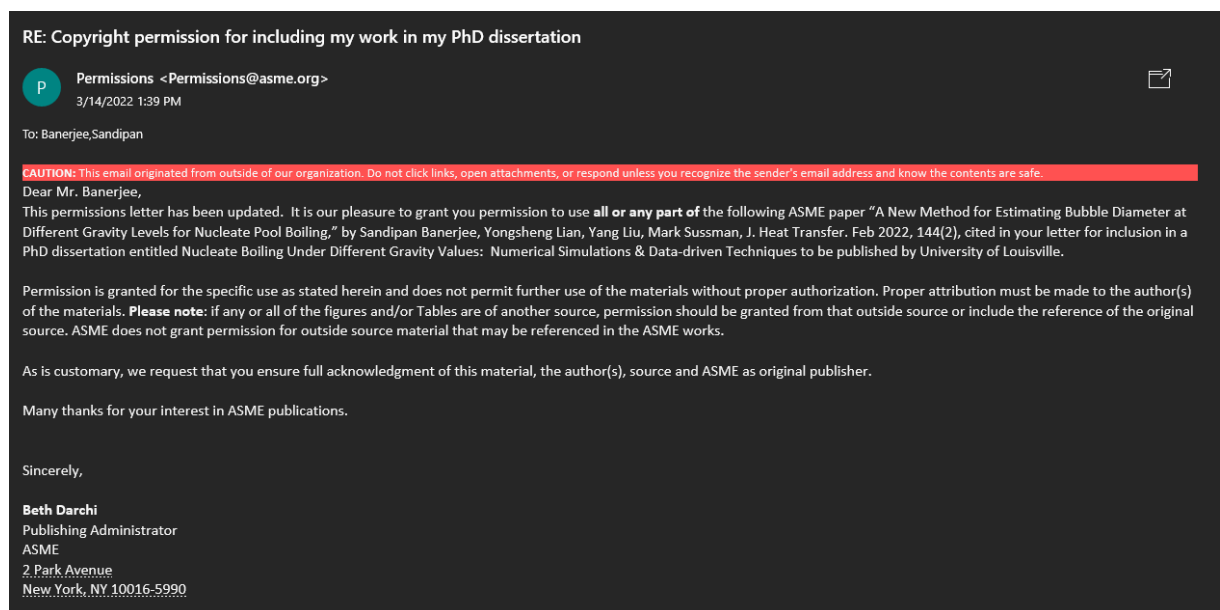 RE: Copyright permission for including my work in my PhD dissertation
P
Permissions <Permissions@asme.org>
3/14/2022 1:39 PM
To: Banerjee,Sandipan
CAUTION: This email originated from outside of our organization. Do not click links, open attachments, or respond unless you recognize the sender's email address and know the contents are safe.
Dear Mr. Banerjee,
This permissions letter has been updated.  It is our pleasure to grant you permission to use all or any part of the following ASME paper “A New Method for Estimating Bubble Diameter at
Different Gravity Levels for Nucleate Pool Boiling,” by Sandipan Banerjee, Yongsheng Lian, Yang Liu, Mark Sussman, J. Heat Transfer. Feb 2022, 144(2), cited in your letter for inclusion in a
PhD dissertation entitled Nucleate Boiling Under Different Gravity Values:  Numerical Simulations & Data-driven Techniques to be published by University of Louisville.
Permission is granted for the specific use as stated herein and does not permit further use of the materials without proper authorization. Proper attribution must be made to the author(s)
of the materials. Please note: if any or all of the figures and/or Tables are of another source, permission should be granted from that outside source or include the reference of the original
source. ASME does not grant permission for outside source material that may be referenced in the ASME works.
As is customary, we request that you ensure full acknowledgment of this material, the author(s), source and ASME as original publisher.
Many thanks for your interest in ASME publications.
Sincerely,
Beth Darchi
Publishing Administrator
ASME
2 Park Avenue
New York, NY 10016-5990